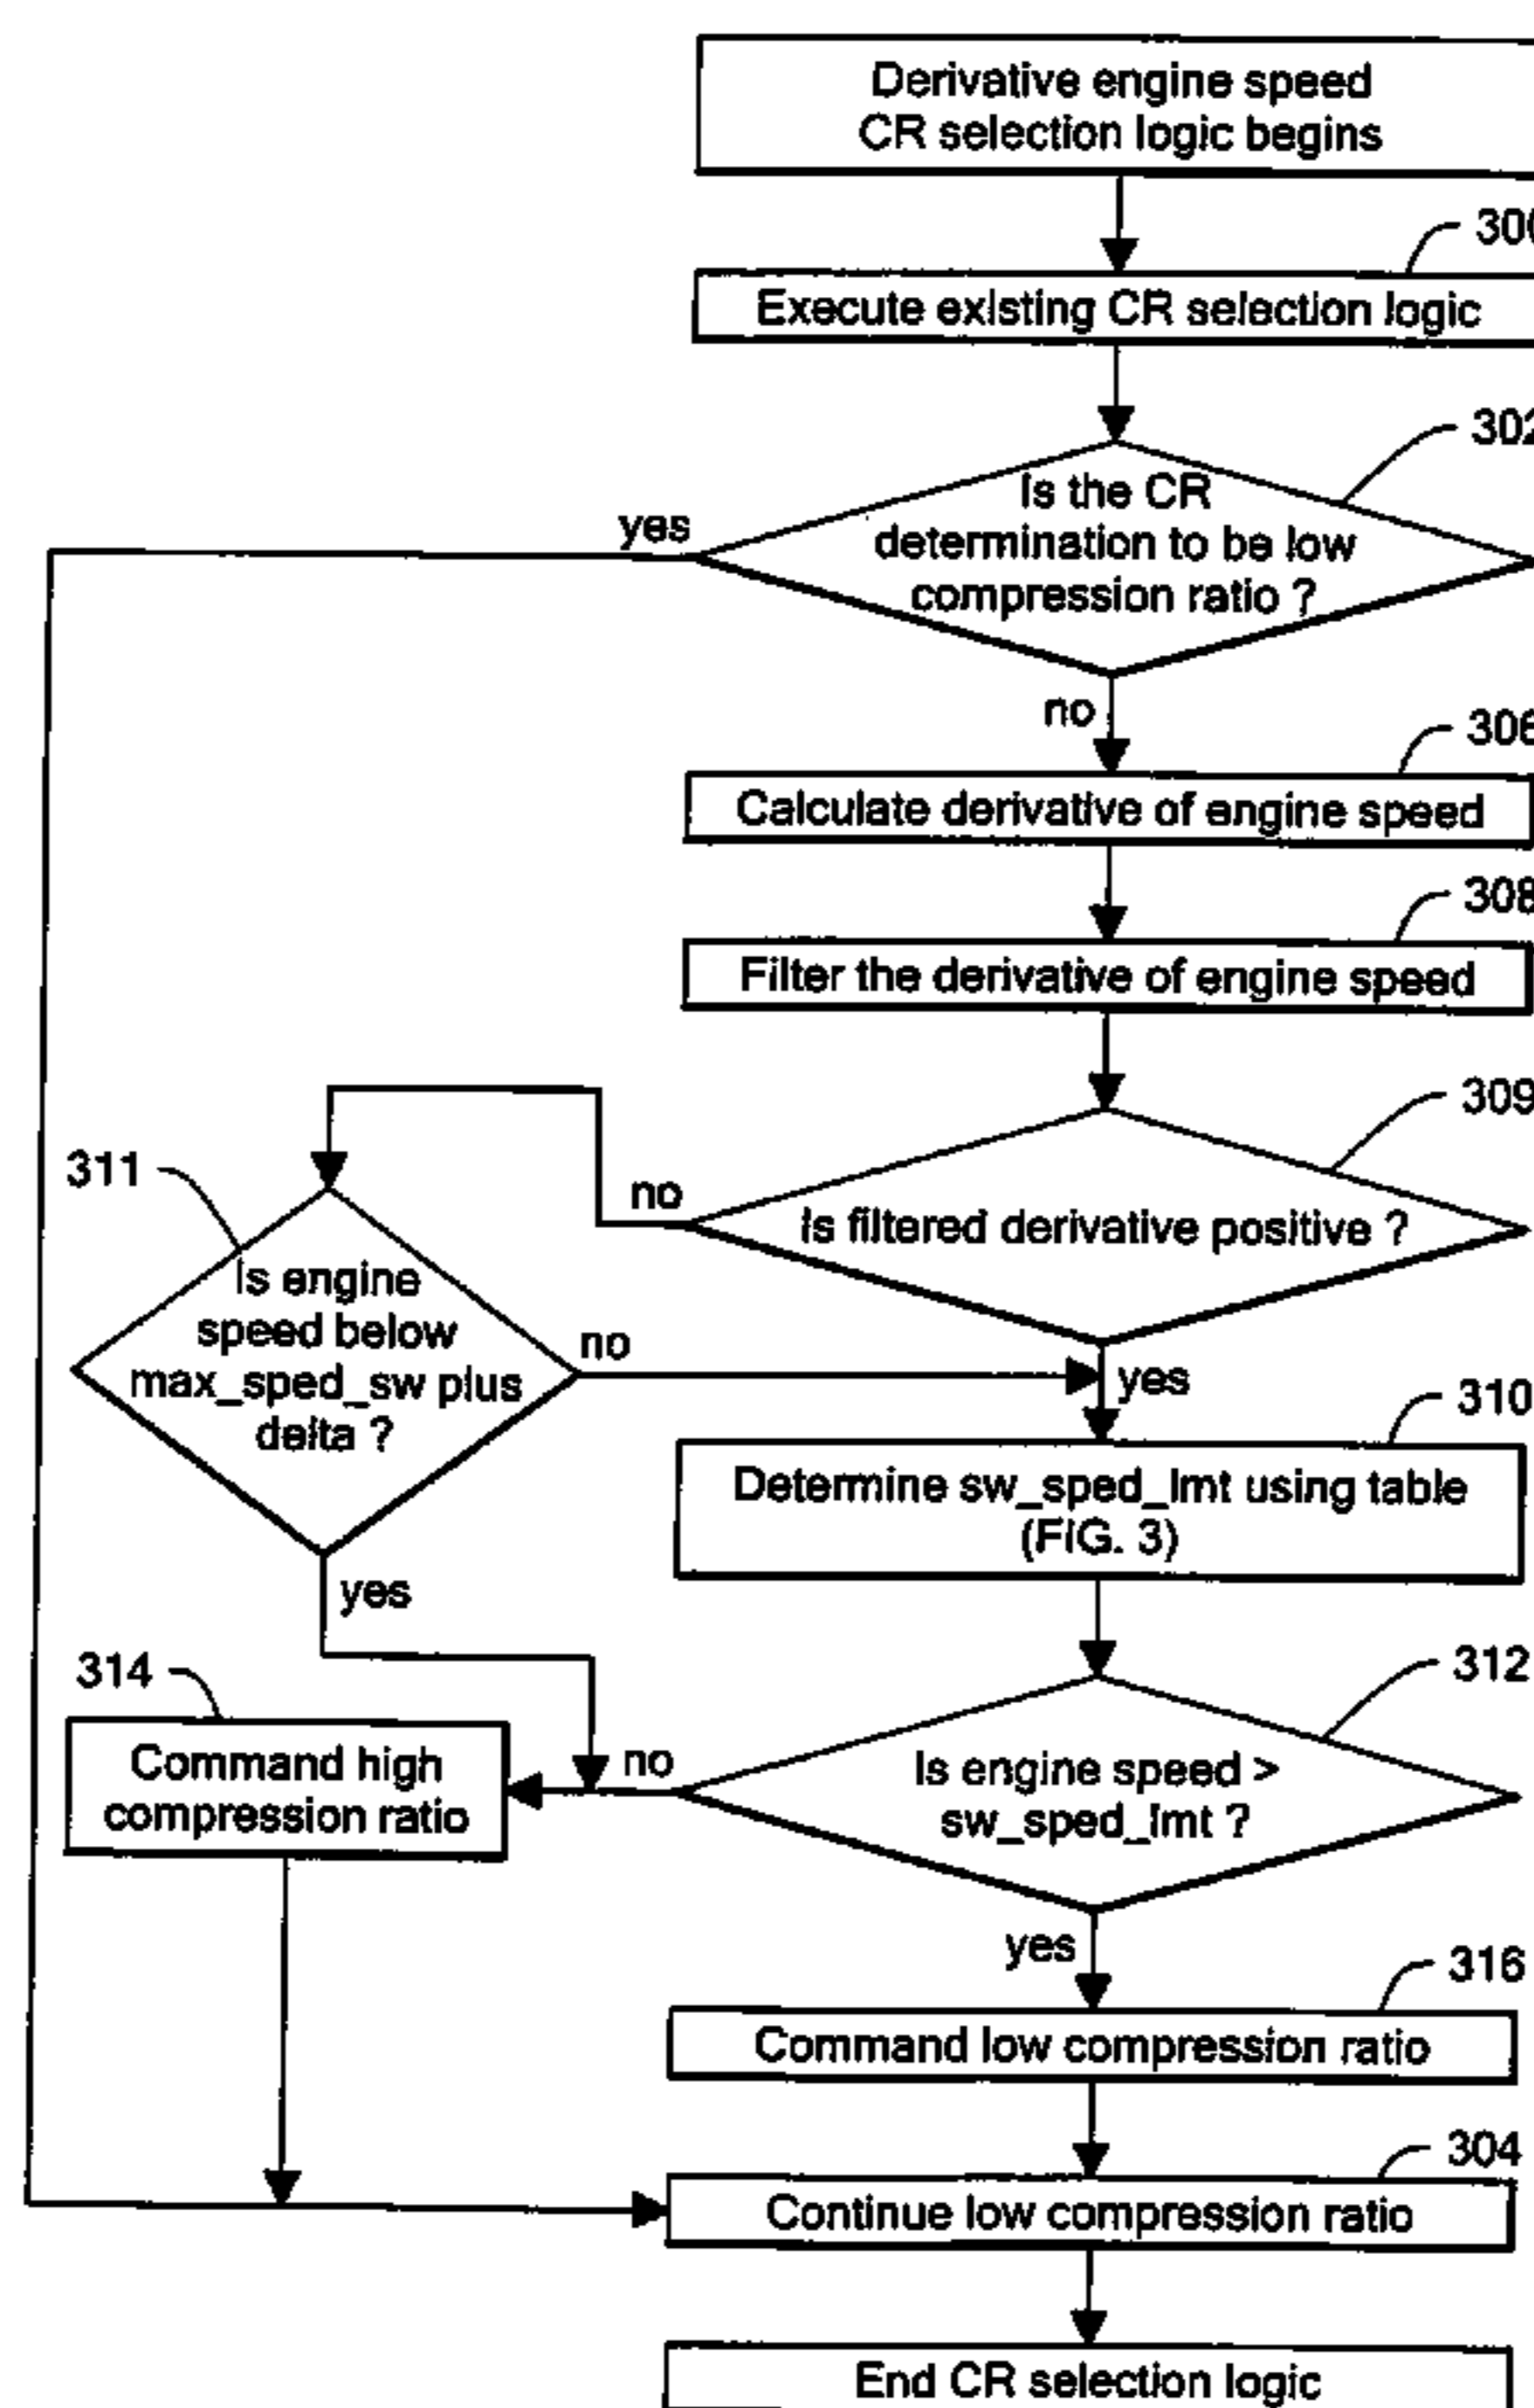 Derivative engine speed
CR selection logic begins
Execute existing CR selection logic
302
Is the CR
determination to be low
compression ratio ?
yes
no
306
Calculate derivative of engine speed
308
Filter the derivative of engine speed
309
Is filtered derivative positive ?
no
yes
311
Is engine
speed below
max_sped_sw plus
delta ?
no
yes
310
Determine sw_sped_lmt using table
(FIG. 3)
312
Is engine speed >
sw_sped_lmt ?
no
yes
314
Command high
compression ratio
316
Command low compression ratio
304
Continue low compression ratio
End CR selection logic